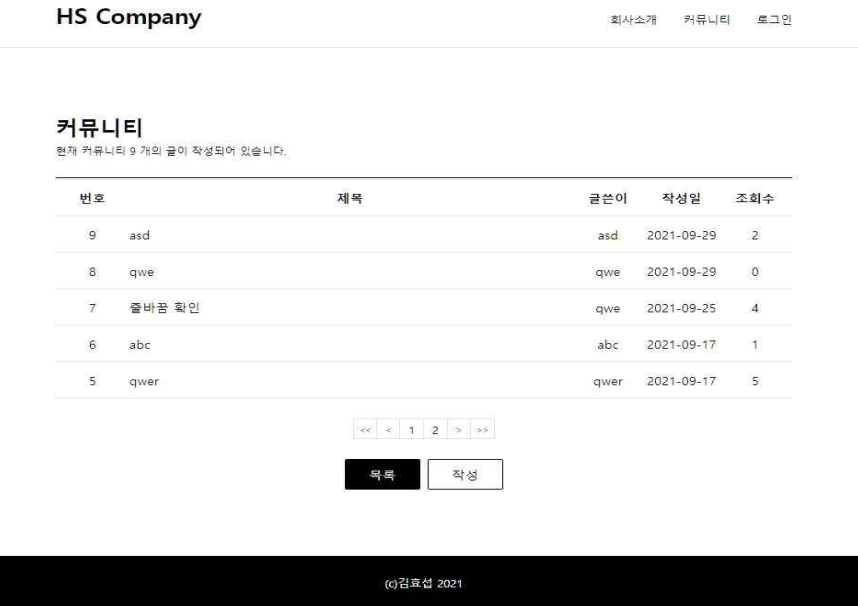 HS Company
회사소개 커뮤니티 로그인
커뮤니티
현재 커뮤니티 9 개의 글이 작성되어 있습니다.
번호 제목 글쓴이 작성일 조회수
9 asd asd 2021-09-29 2
8 qwe qwe 2021-09-29 0
7 줄바꿈 확인 qwe 2021-09-25 4
6 abc abc 2021-09-17 1
5 qwer qwer 2021-09-17 5
<< < 1 2 > >>
목록 작성
(c)김효섭 2021